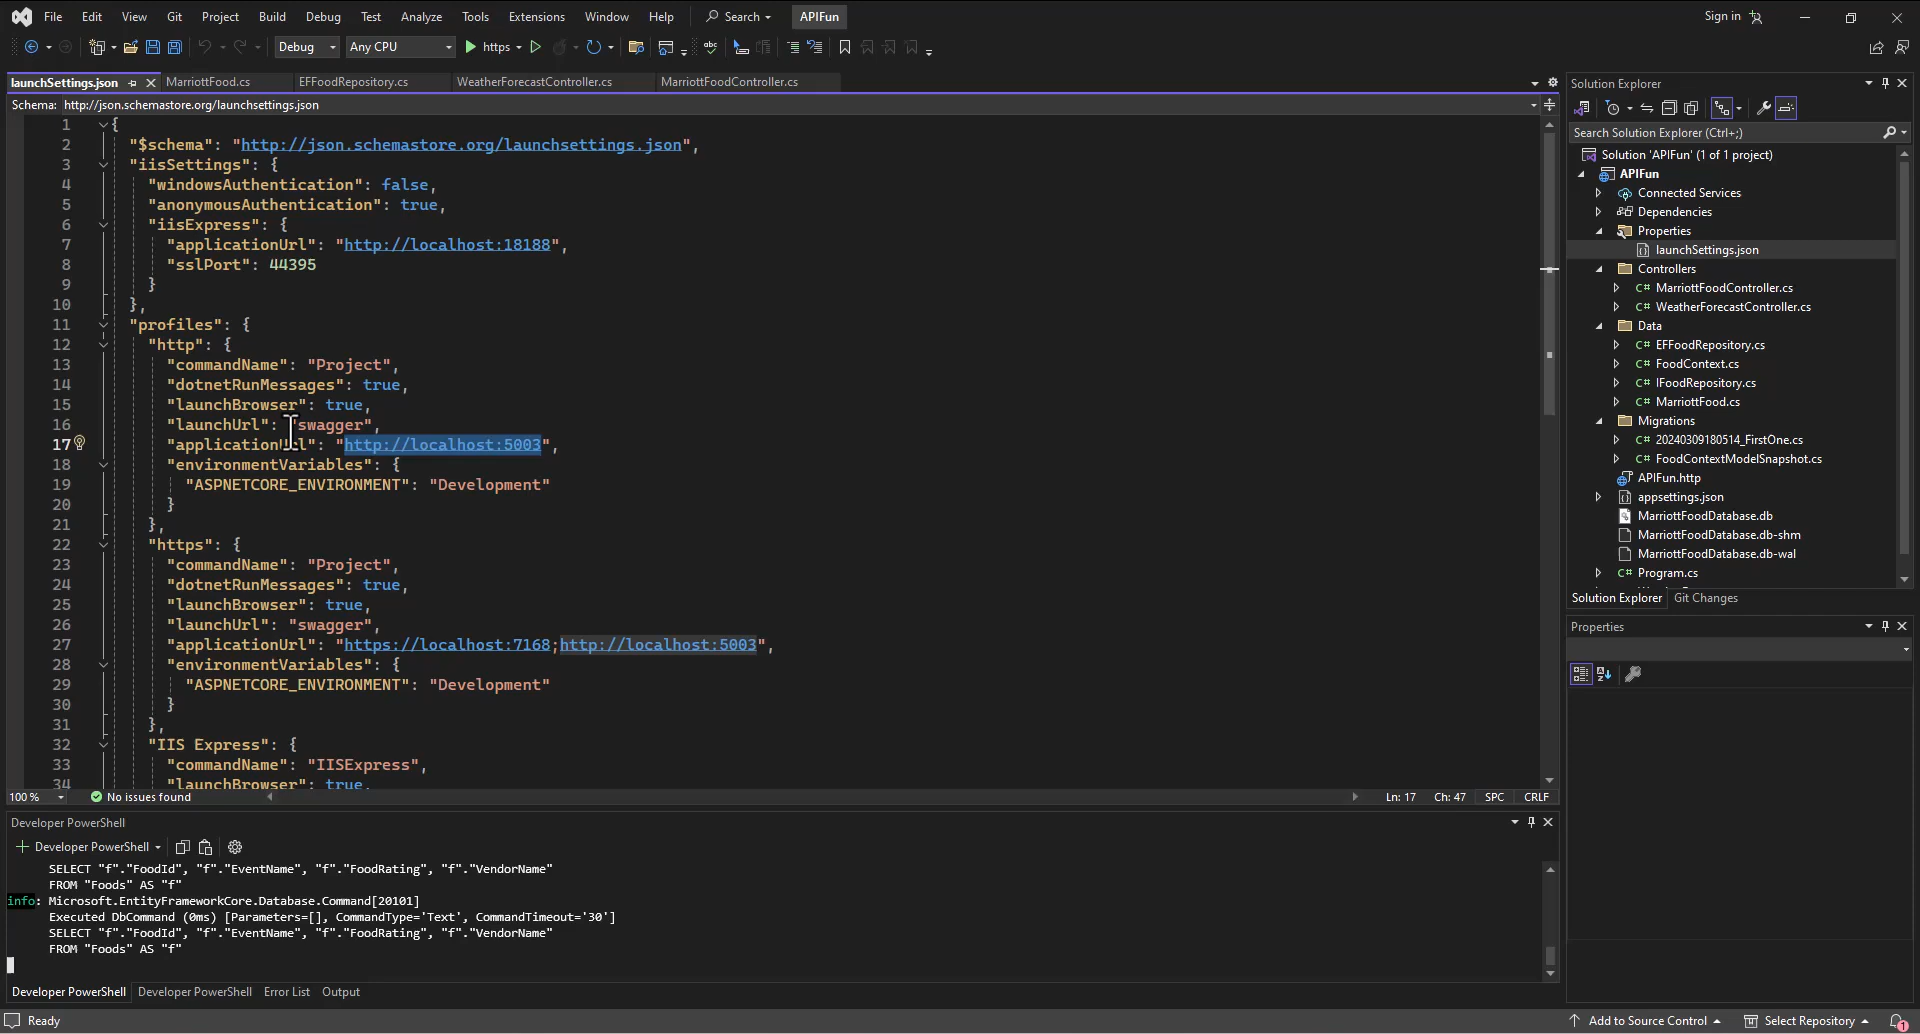 File Edit View Git Project Build Debug Test Analyze Tools Extensions Window Help Search APIFun Sign in
Debug Any CPU https
launchSettings.json MarriottFood.cs EFFoodRepository.cs WeatherForecastController.cs MarriottFoodController.cs
Schema: http://json.schemastore.org/launchsettings.json
1 {
2 "$schema": "http://json.schemastore.org/launchsettings.json",
3 "iisSettings": {
4 "windowsAuthentication": false,
5 "anonymousAuthentication": true,
6 "iisExpress": {
7 "applicationUrl": "http://localhost:18188",
8 "sslPort": 44395
9 }
10 },
11 "profiles": {
12 "http": {
13 "commandName": "Project",
14 "dotnetRunMessages": true,
15 "launchBrowser": true,
16 "launchUrl": "swagger",
17 "applicationUrl": "http://localhost:5003",
18 "environmentVariables": {
19 "ASPNETCORE_ENVIRONMENT": "Development"
20 }
21 },
22 "https": {
23 "commandName": "Project",
24 "dotnetRunMessages": true,
25 "launchBrowser": true,
26 "launchUrl": "swagger",
27 "applicationUrl": "https://localhost:7168;http://localhost:5003",
28 "environmentVariables": {
29 "ASPNETCORE_ENVIRONMENT": "Development"
30 }
31 },
32 "IIS Express": {
33 "commandName": "IISExpress",
34 "launchBrowser": true,
100 % No issues found Ln: 17 Ch: 47 SPC CRLF
Developer PowerShell
Developer PowerShell
SELECT "f"."FoodId", "f"."EventName", "f"."FoodRating", "f"."VendorName"
FROM "Foods" AS "f"
info: Microsoft.EntityFrameworkCore.Database.Command[20101]
Executed DbCommand (0ms) [Parameters=[], CommandType='Text', CommandTimeout='30']
SELECT "f"."FoodId", "f"."EventName", "f"."FoodRating", "f"."VendorName"
FROM "Foods" AS "f"
Developer PowerShell Developer PowerShell Error List Output
Solution Explorer
Search Solution Explorer (Ctrl+;)
Solution 'APIFun' (1 of 1 project)
APIFun
Connected Services
Dependencies
Properties
launchSettings.json
Controllers
C# MarriottFoodController.cs
C# WeatherForecastController.cs
Data
C# EFFoodRepository.cs
C# FoodContext.cs
C# IFoodRepository.cs
C# MarriottFood.cs
Migrations
C# 20240309180514_FirstOne.cs
C# FoodContextModelSnapshot.cs
APIFun.http
appsettings.json
MarriottFoodDatabase.db
MarriottFoodDatabase.db-shm
MarriottFoodDatabase.db-wal
C# Program.cs
Solution Explorer Git Changes
Properties
Ready Add to Source Control Select Repository 1